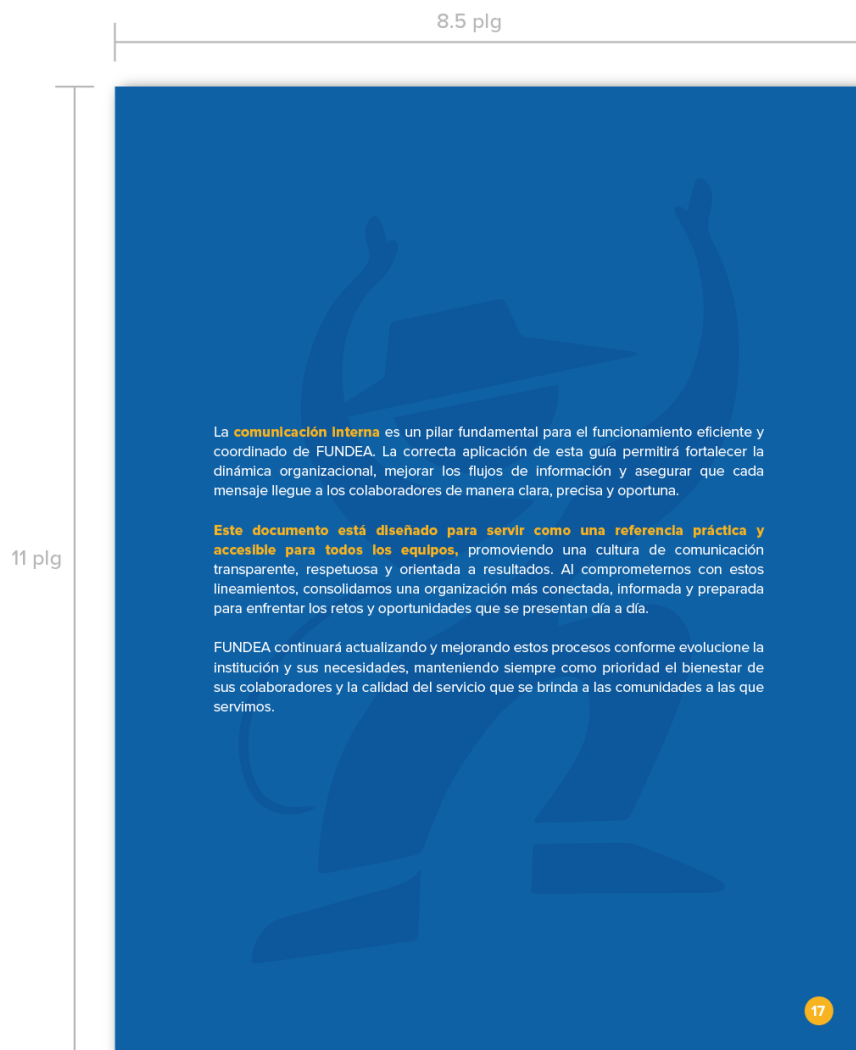 8.5 plg
11 plg
La comunicación interna es un pilar fundamental para el funcionamiento eficiente y
coordinado de FUNDEA. La correcta aplicación de esta guía permitirá fortalecer la
dinámica organizacional, mejorar los flujos de información y asegurar que cada
mensaje llegue a los colaboradores de manera clara, precisa y oportuna.
Este documento está diseñado para servir como una referencia práctica y
accesible para todos los equipos, promoviendo una cultura de comunicación
transparente, respetuosa y orientada a resultados. Al comprometernos con estos
lineamientos, consolidamos una organización más conectada, informada y preparada
para enfrentar los retos y oportunidades que se presentan día a día.
FUNDEA continuará actualizando y mejorando estos procesos conforme evolucione la
institución y sus necesidades, manteniendo siempre como prioridad el bienestar de
sus colaboradores y la calidad del servicio que se brinda a las comunidades a las que
servimos.
17